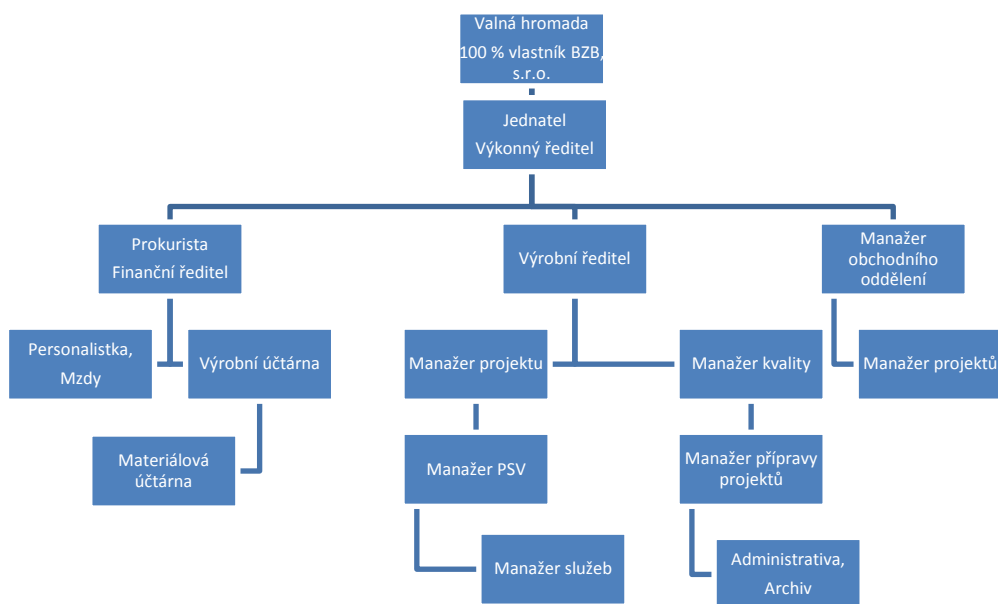 Valná hromada
100 % vlastník BZB,
s.r.o.
Jednatel
Výkonný ředitel
Prokurista
Finanční ředitel
Výrobní ředitel
Manažer
obchodního
oddělení
Personalistka,
Mzdy
Výrobní účtárna
Manažer projektu
Manažer kvality
Manažer projektů
Materiálová
účtárna
Manažer PSV
Manažer přípravy
projektů
Manažer služeb
Administrativa,
Archiv